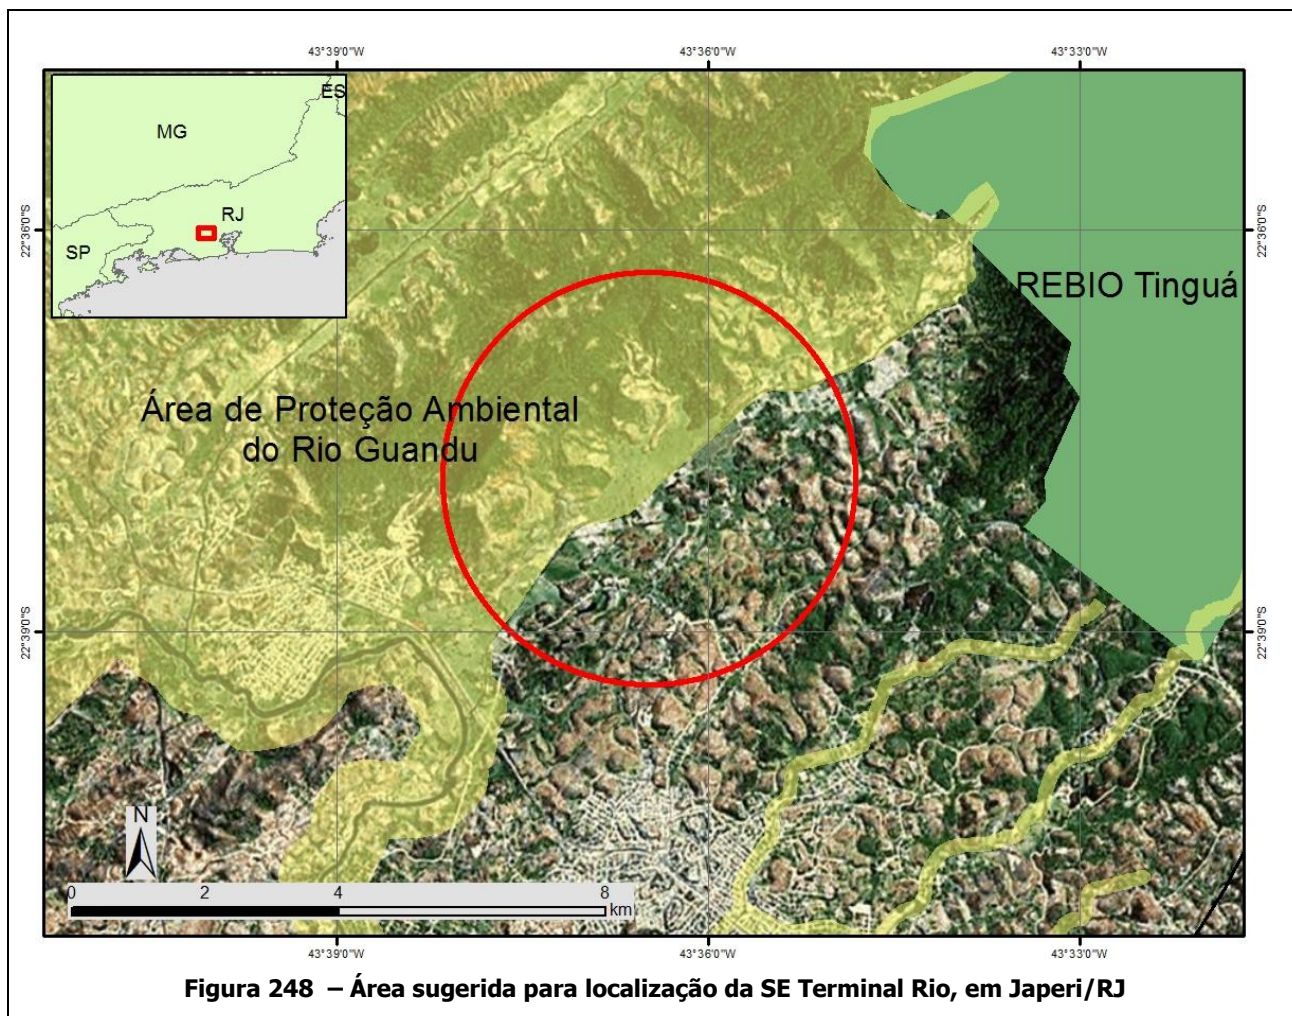 43°39'0"W
43°36'0"W
43°33'0"W
ES
MG
RJ
SP
22°36'0"S
22°36'0"S
REBIO Tinguá
Área de Proteção Ambiental
do Rio Guandu
22°39'0"S
22°39'0"S
N
0 2 4 8
km
43°39'0"W
43°36'0"W
43°33'0"W
Figura 248 – Área sugerida para localização da SE Terminal Rio, em Japeri/RJ